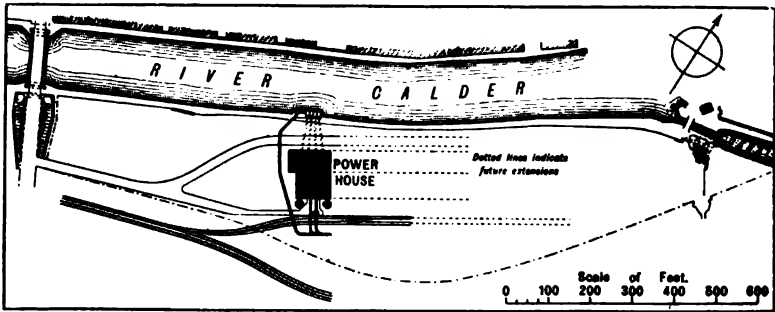 RIVER CALDER
POWER
HOUSE
Dotted lines indicate
future extensions
Scale of Feet.
0 100 200 300 400 500 600